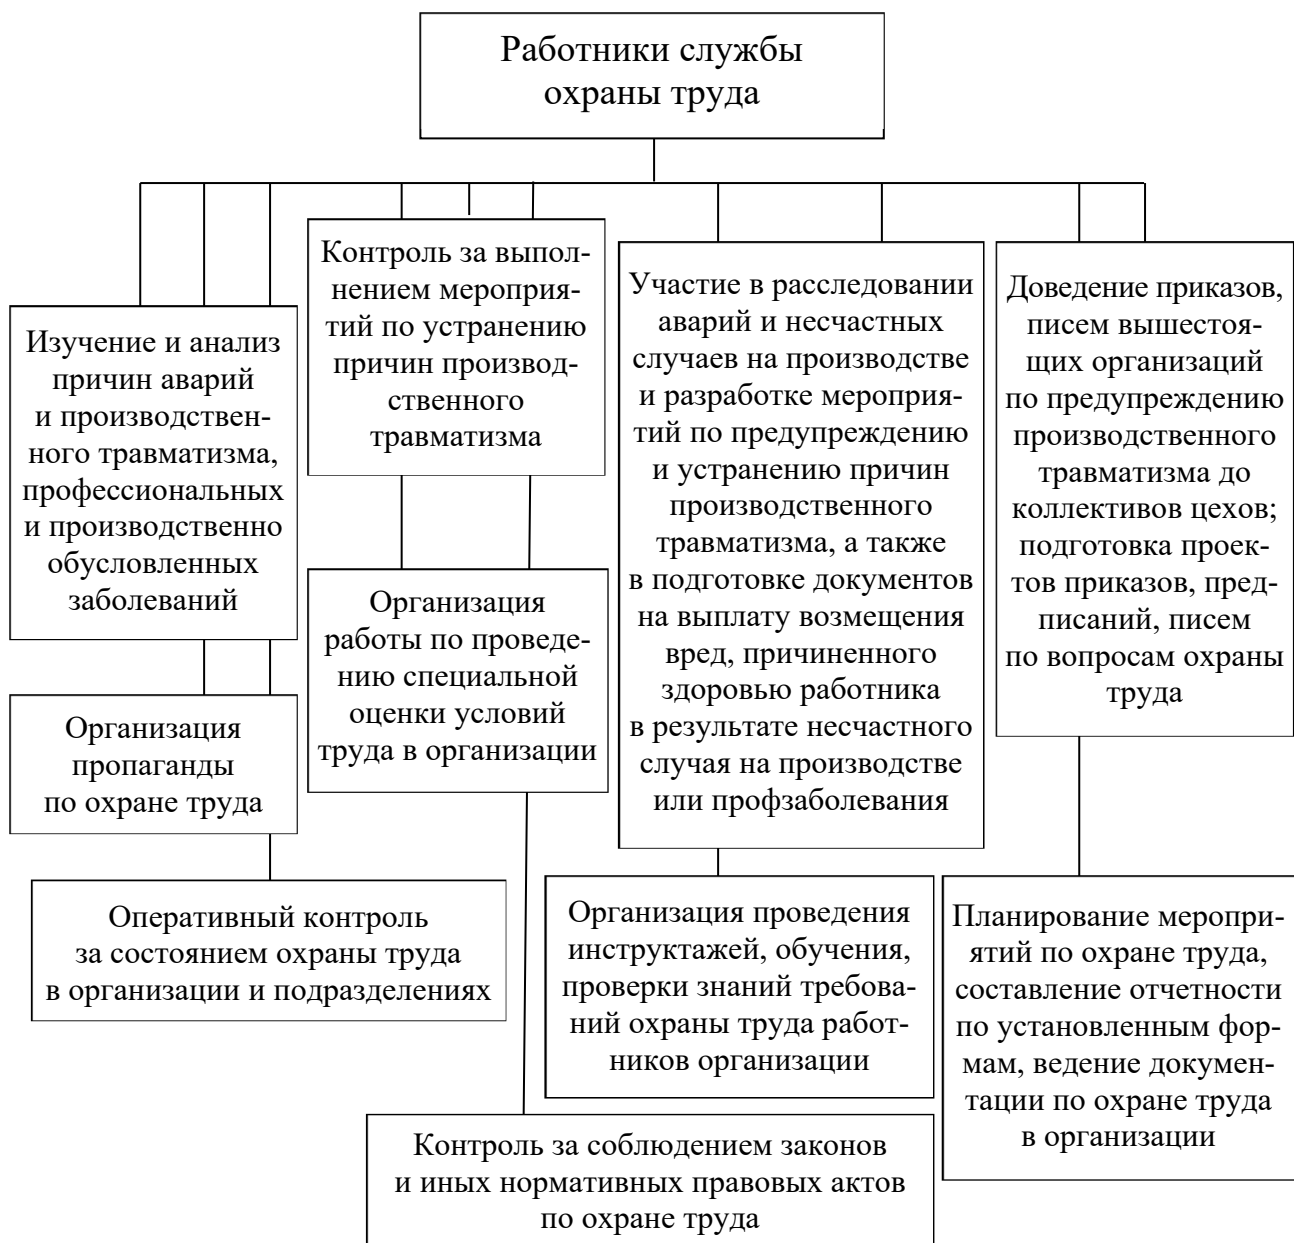 Работники службы
охраны труда
Изучение и анализ
причин аварий
и производствен-
ного травматизма,
профессиональных
и производственно
обусловленных
заболеваний
Контроль за выпол-
нением мероприя-
тий по устранению
причин производ-
ственного
травматизма
Участие в расследовании
аварий и несчастных
случаев на производстве
и разработке мероприя-
тий по предупреждению
и устранению причин
производственного
травматизма, а также
в подготовке документов
на выплату возмещения
вред, причиненного
здоровью работника
в результате несчастного
случая на производстве
или профзаболевания
Доведение приказов,
писем вышестоя-
щих организаций
по предупреждению
производственного
травматизма до
коллективов цехов;
подготовка проек-
тов приказов, пред-
писаний, писем
по вопросам охраны
труда
Организация
пропаганды
по охране труда
Организация
работы по проведе-
нию специальной
оценки условий
труда в организации
Оперативный контроль
за состоянием охраны труда
в организации и подразделениях
Организация проведения
инструктажей, обучения,
проверки знаний требова-
ний охраны труда работ-
ников организации
Планирование меропри-
ятий по охране труда,
составление отчетности
по установленным фор-
мам, ведение докумен-
тации по охране труда
в организации
Контроль за соблюдением законов
и иных нормативных правовых актов
по охране труда